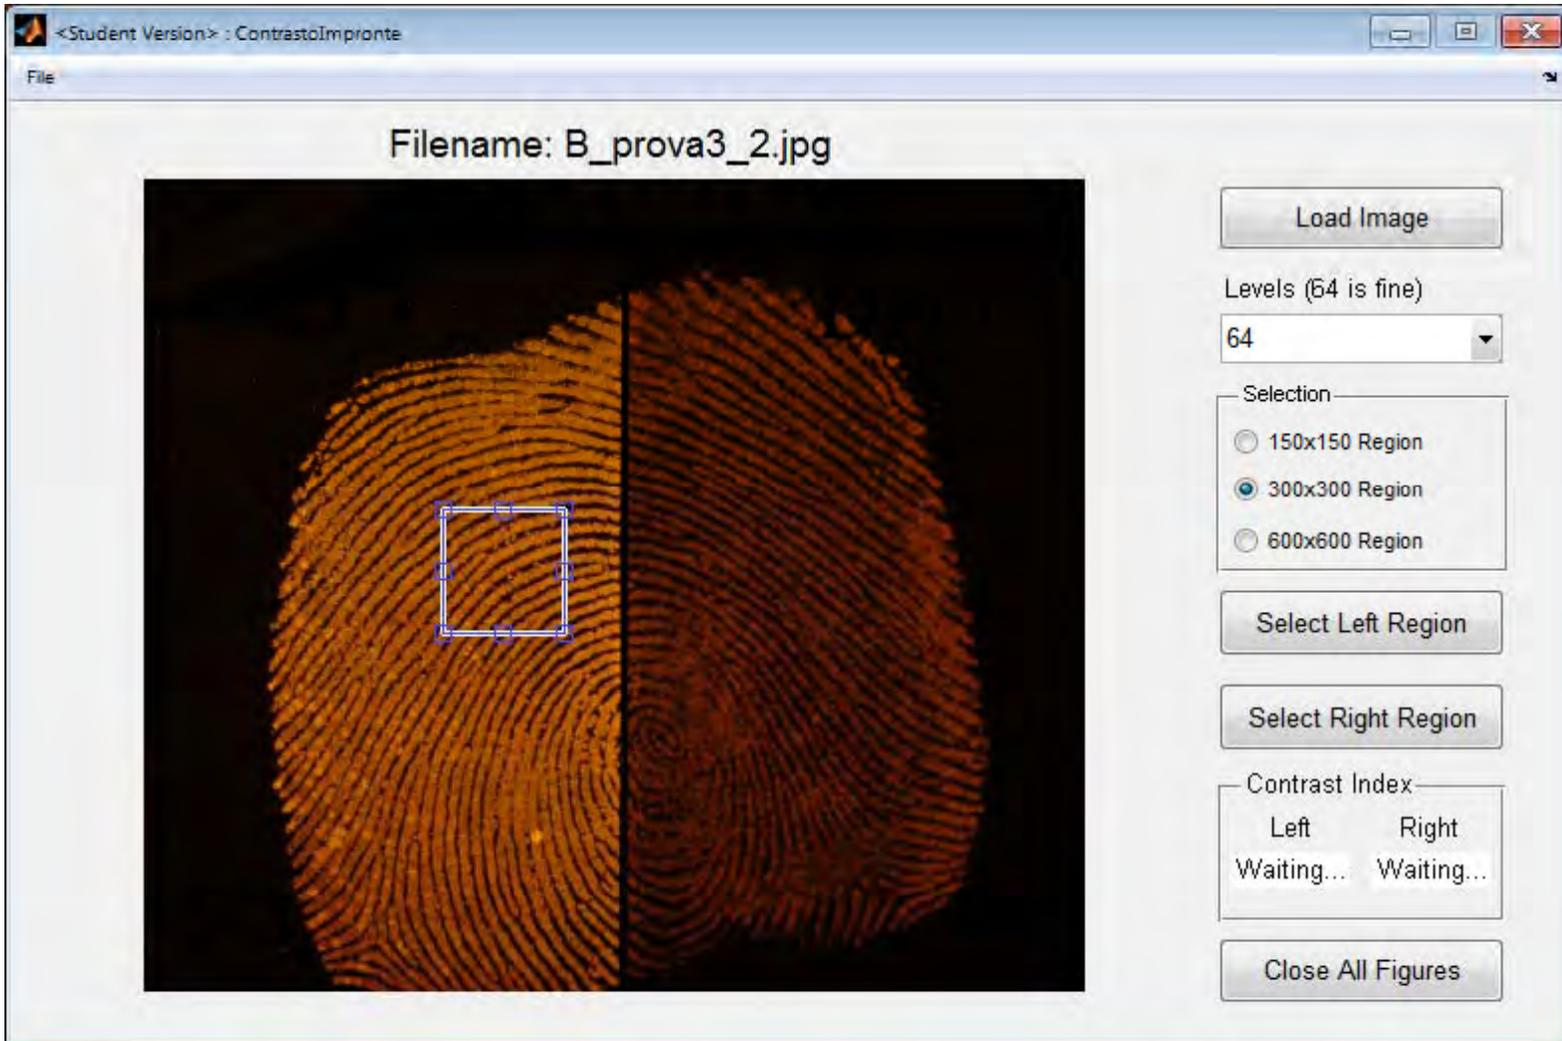 <Student Version> : ContrastoImpronte
File
Filename: B_prova3_2.jpg
Load Image
Levels (64 is fine)
64
Selection
150x150 Region
300x300 Region
600x600 Region
Select Left Region
Select Right Region
Contrast Index
Left Right
Waiting... Waiting...
Close All Figures